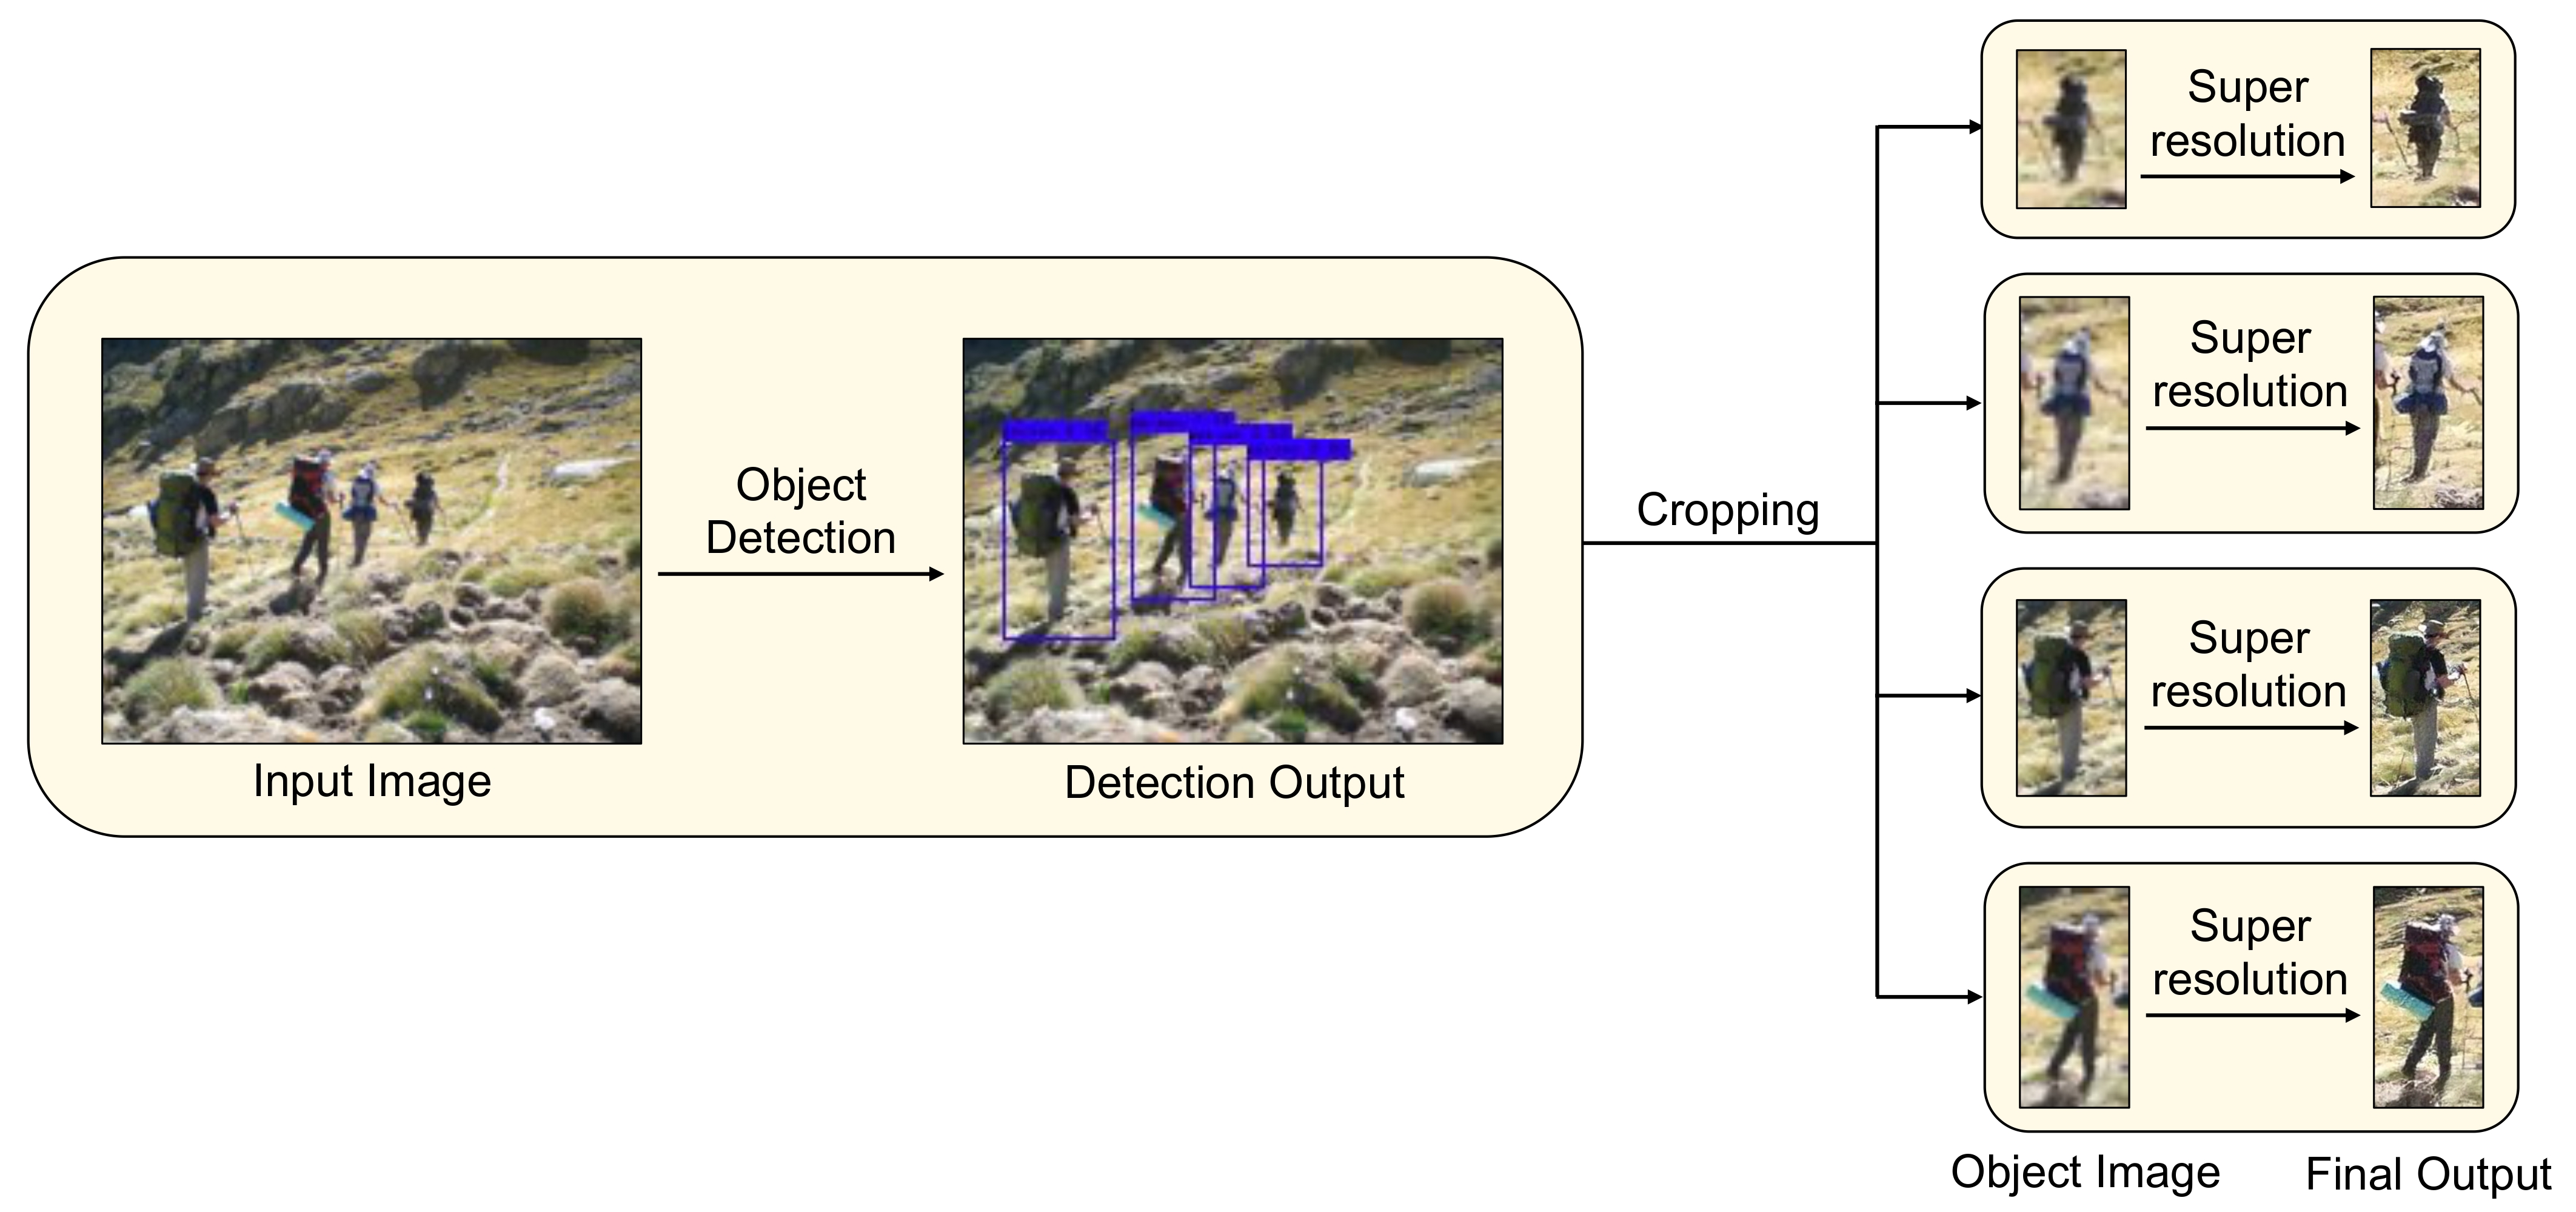 Object
Detection
Input Image
Detection Output
Cropping
Super
resolution
Super
resolution
Super
resolution
Super
resolution
Object Image
Final Output